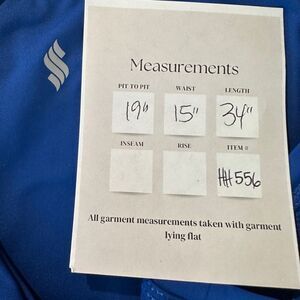 Measurements
PIT TO PIT WAIST LENGTH
19" 15" 34"
INSEAM RISE ITEM #
HH556
All garment measurements taken with garment
lying flat